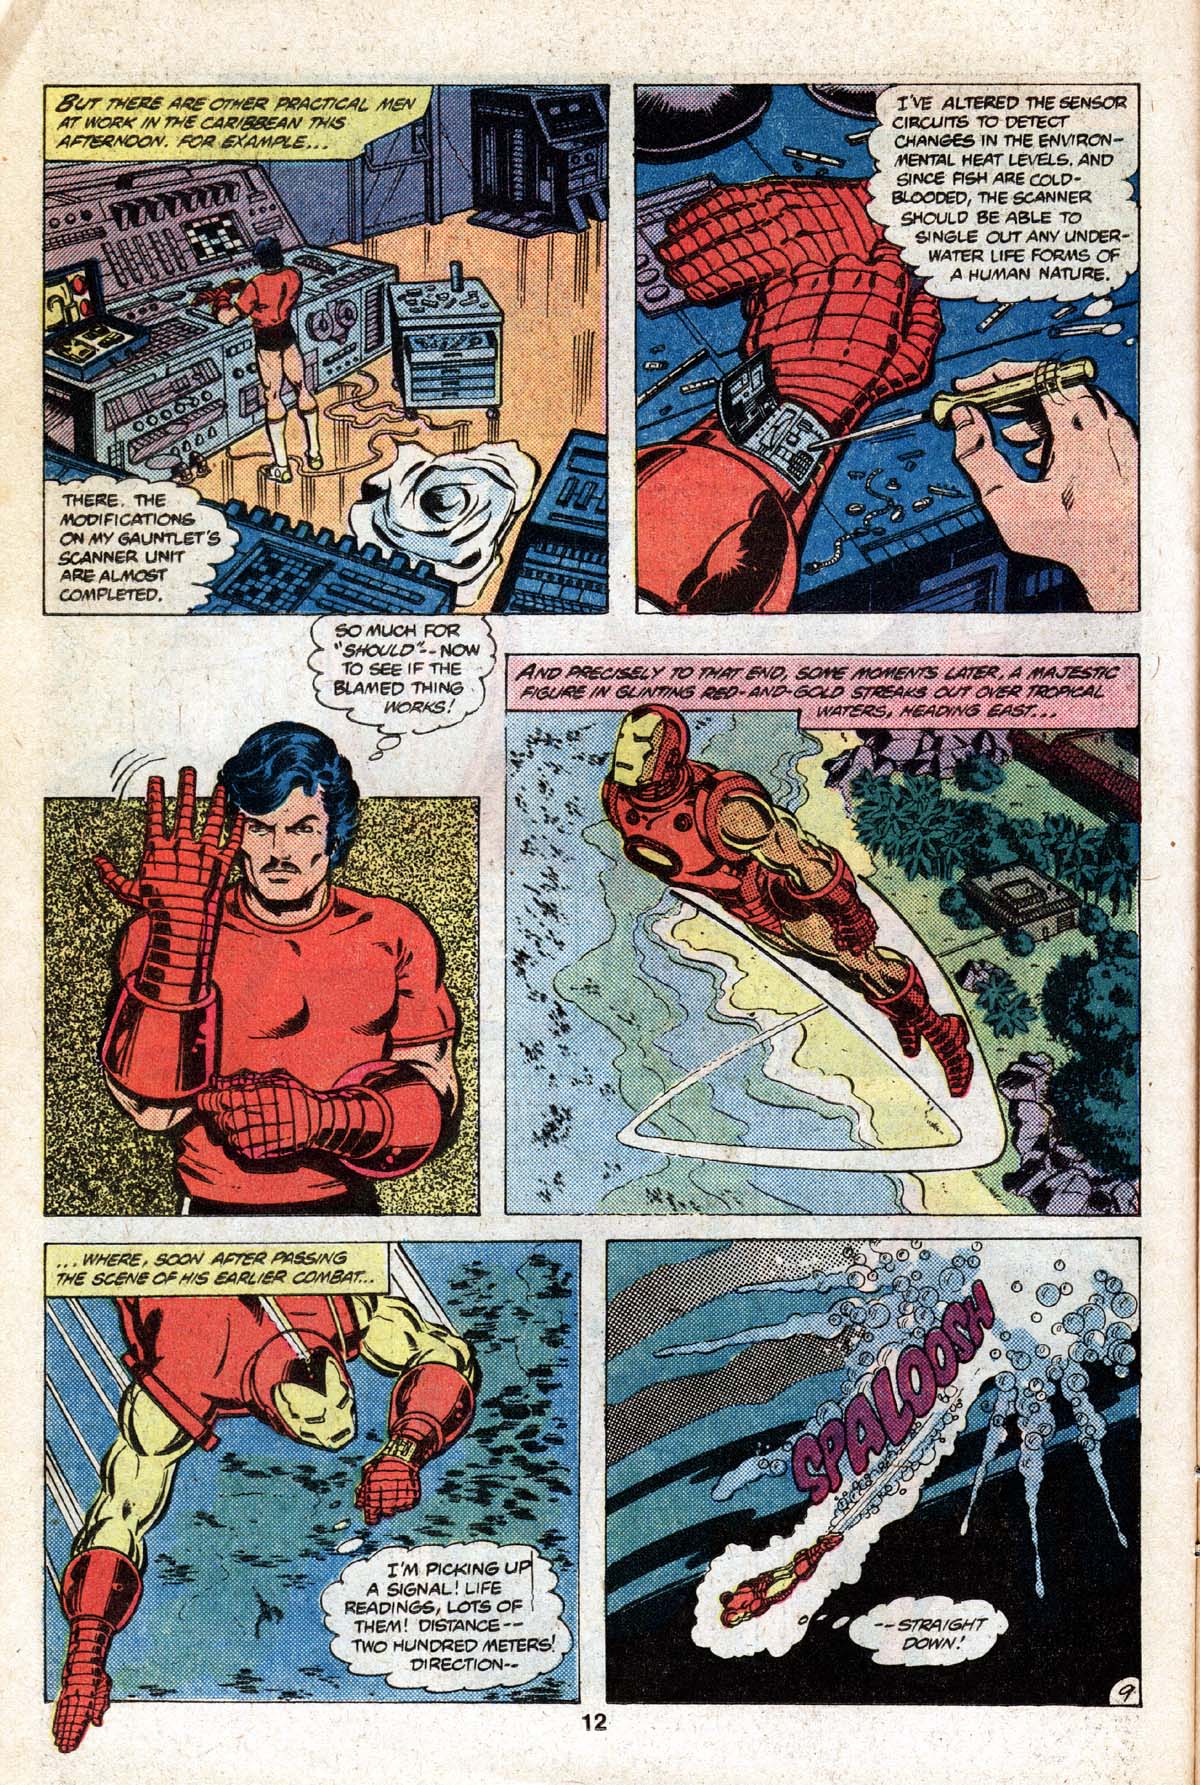 BUT THERE ARE OTHER PRACTICAL MEN
AT WORK IN THE CARIBBEAN THIS
AFTERNOON. FOR EXAMPLE...
THERE. THE
MODIFICATIONS
ON MY GAUNTLET'S
SCANNER UNIT
ARE ALMOST
COMPLETED.
I'VE ALTERED THE SENSOR
CIRCUITS TO DETECT
CHANGES IN THE ENVIRON-
MENTAL HEAT LEVELS. AND
SINCE FISH ARE COLD-
BLOODED, THE SCANNER
SHOULD BE ABLE TO
SINGLE OUT ANY UNDER-
WATER LIFE FORMS OF
A HUMAN NATURE.
SO MUCH FOR
"SHOULD"-- NOW
TO SEE IF THE
BLAMED THING
WORKS!
AND PRECISELY TO THAT END, SOME MOMENTS LATER, A MAJESTIC
FIGURE IN GLINTING RED-AND-GOLD STREAKS OUT OVER TROPICAL
WATERS, HEADING EAST...
...WHERE, SOON AFTER PASSING
THE SCENE OF HIS EARLIER COMBAT...
I'M PICKING UP
A SIGNAL! LIFE
READINGS, LOTS OF
THEM! DISTANCE--
TWO HUNDRED METERS!
DIRECTION--
SPALOOSH
--STRAIGHT
DOWN!
9
12